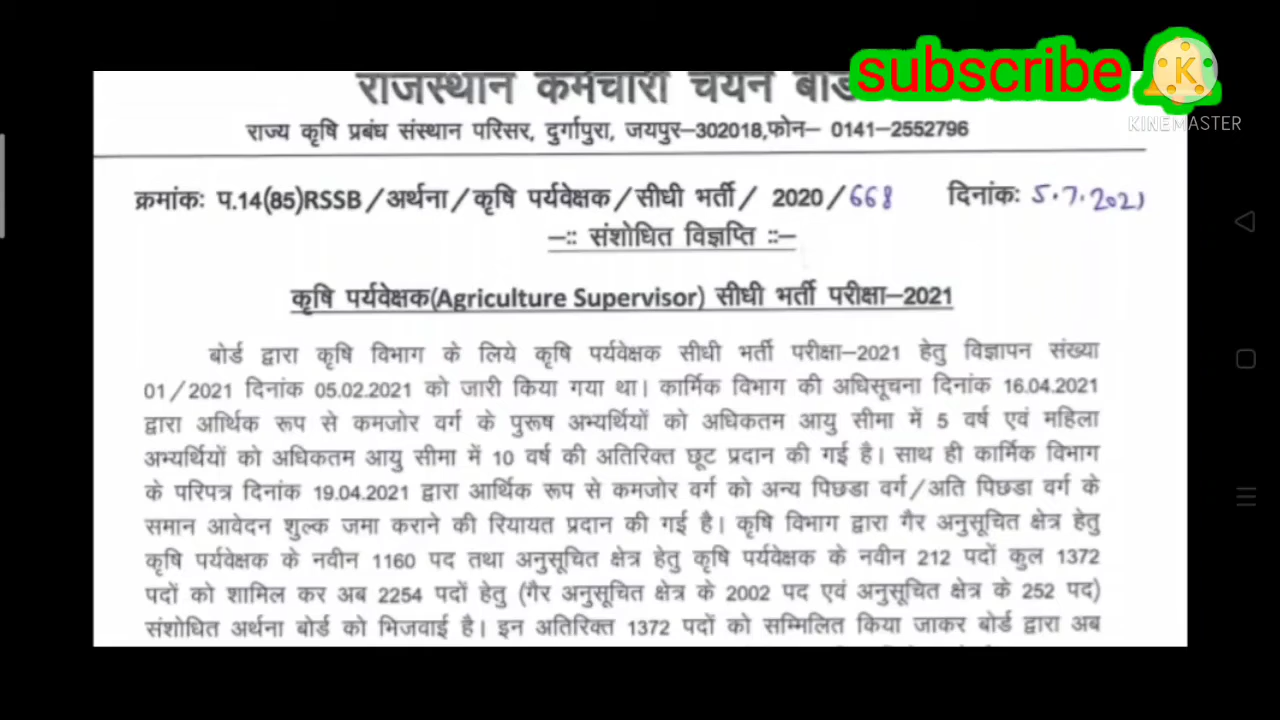 subscribe
K
KINEMASTER
राजस्थान कर्मचारी चयन बोर्ड
राज्य कृषि प्रबंध संस्थान परिसर, दुर्गापुरा, जयपुर–302018,फोन– 0141–2552796
क्रमांकः प.14(85)RSSB/अर्थना/कृषि पर्यवेक्षक/सीधी भर्ती/ 2020/668 दिनांकः 5.7.2021
–:: संशोधित विज्ञप्ति ::–
कृषि पर्यवेक्षक(Agriculture Supervisor) सीधी भर्ती परीक्षा–2021
बोर्ड द्वारा कृषि विभाग के लिये कृषि पर्यवेक्षक सीधी भर्ती परीक्षा–2021 हेतु विज्ञापन संख्या
01/2021 दिनांक 05.02.2021 को जारी किया गया था। कार्मिक विभाग की अधिसूचना दिनांक 16.04.2021
द्वारा आर्थिक रूप से कमजोर वर्ग के पुरूष अभ्यर्थियों को अधिकतम आयु सीमा में 5 वर्ष एवं महिला
अभ्यर्थियों को अधिकतम आयु सीमा में 10 वर्ष की अतिरिक्त छूट प्रदान की गई है। साथ ही कार्मिक विभाग
के परिपत्र दिनांक 19.04.2021 द्वारा आर्थिक रूप से कमजोर वर्ग को अन्य पिछडा वर्ग/अति पिछडा वर्ग के
समान आवेदन शुल्क जमा कराने की रियायत प्रदान की गई है। कृषि विभाग द्वारा गैर अनुसूचित क्षेत्र हेतु
कृषि पर्यवेक्षक के नवीन 1160 पद तथा अनुसूचित क्षेत्र हेतु कृषि पर्यवेक्षक के नवीन 212 पदों कुल 1372
पदों को शामिल कर अब 2254 पदों हेतु (गैर अनुसूचित क्षेत्र के 2002 पद एवं अनुसूचित क्षेत्र के 252 पद)
संशोधित अर्थना बोर्ड को भिजवाई है। इन अतिरिक्त 1372 पदों को सम्मिलित किया जाकर बोर्ड द्वारा अब